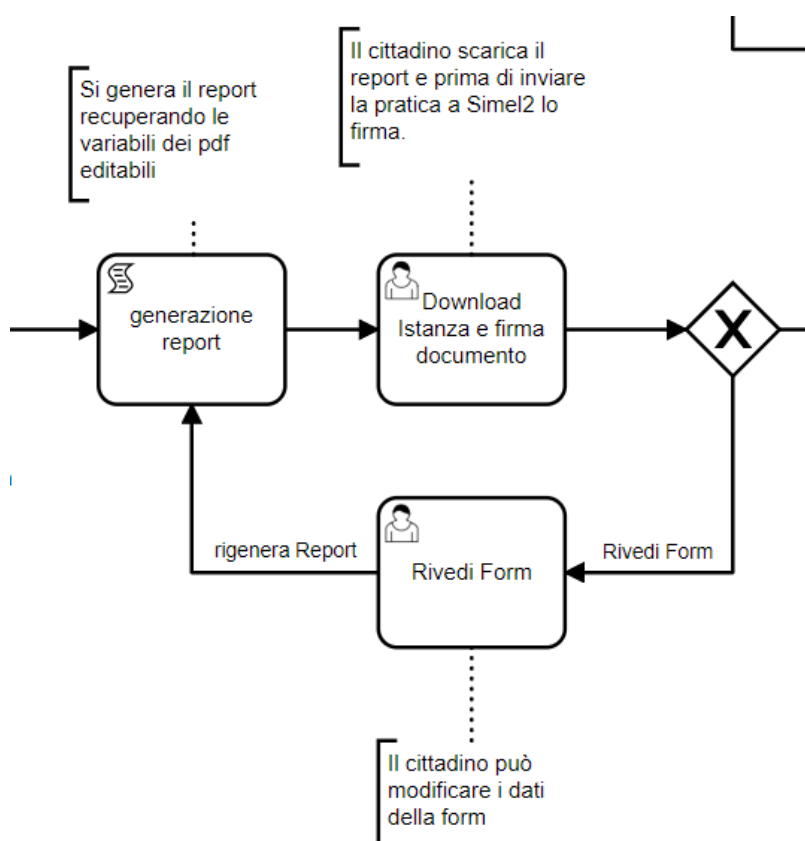 Il cittadino scarica il
report e prima di inviare
la pratica a Simel2 lo
firma.
Si genera il report
recuperando le
variabili dei pdf
editabili
generazione
report
Download
Istanza e firma
documento
X
rigenera Report
Rivedi Form
Rivedi Form
Il cittadino può
modificare i dati
della form